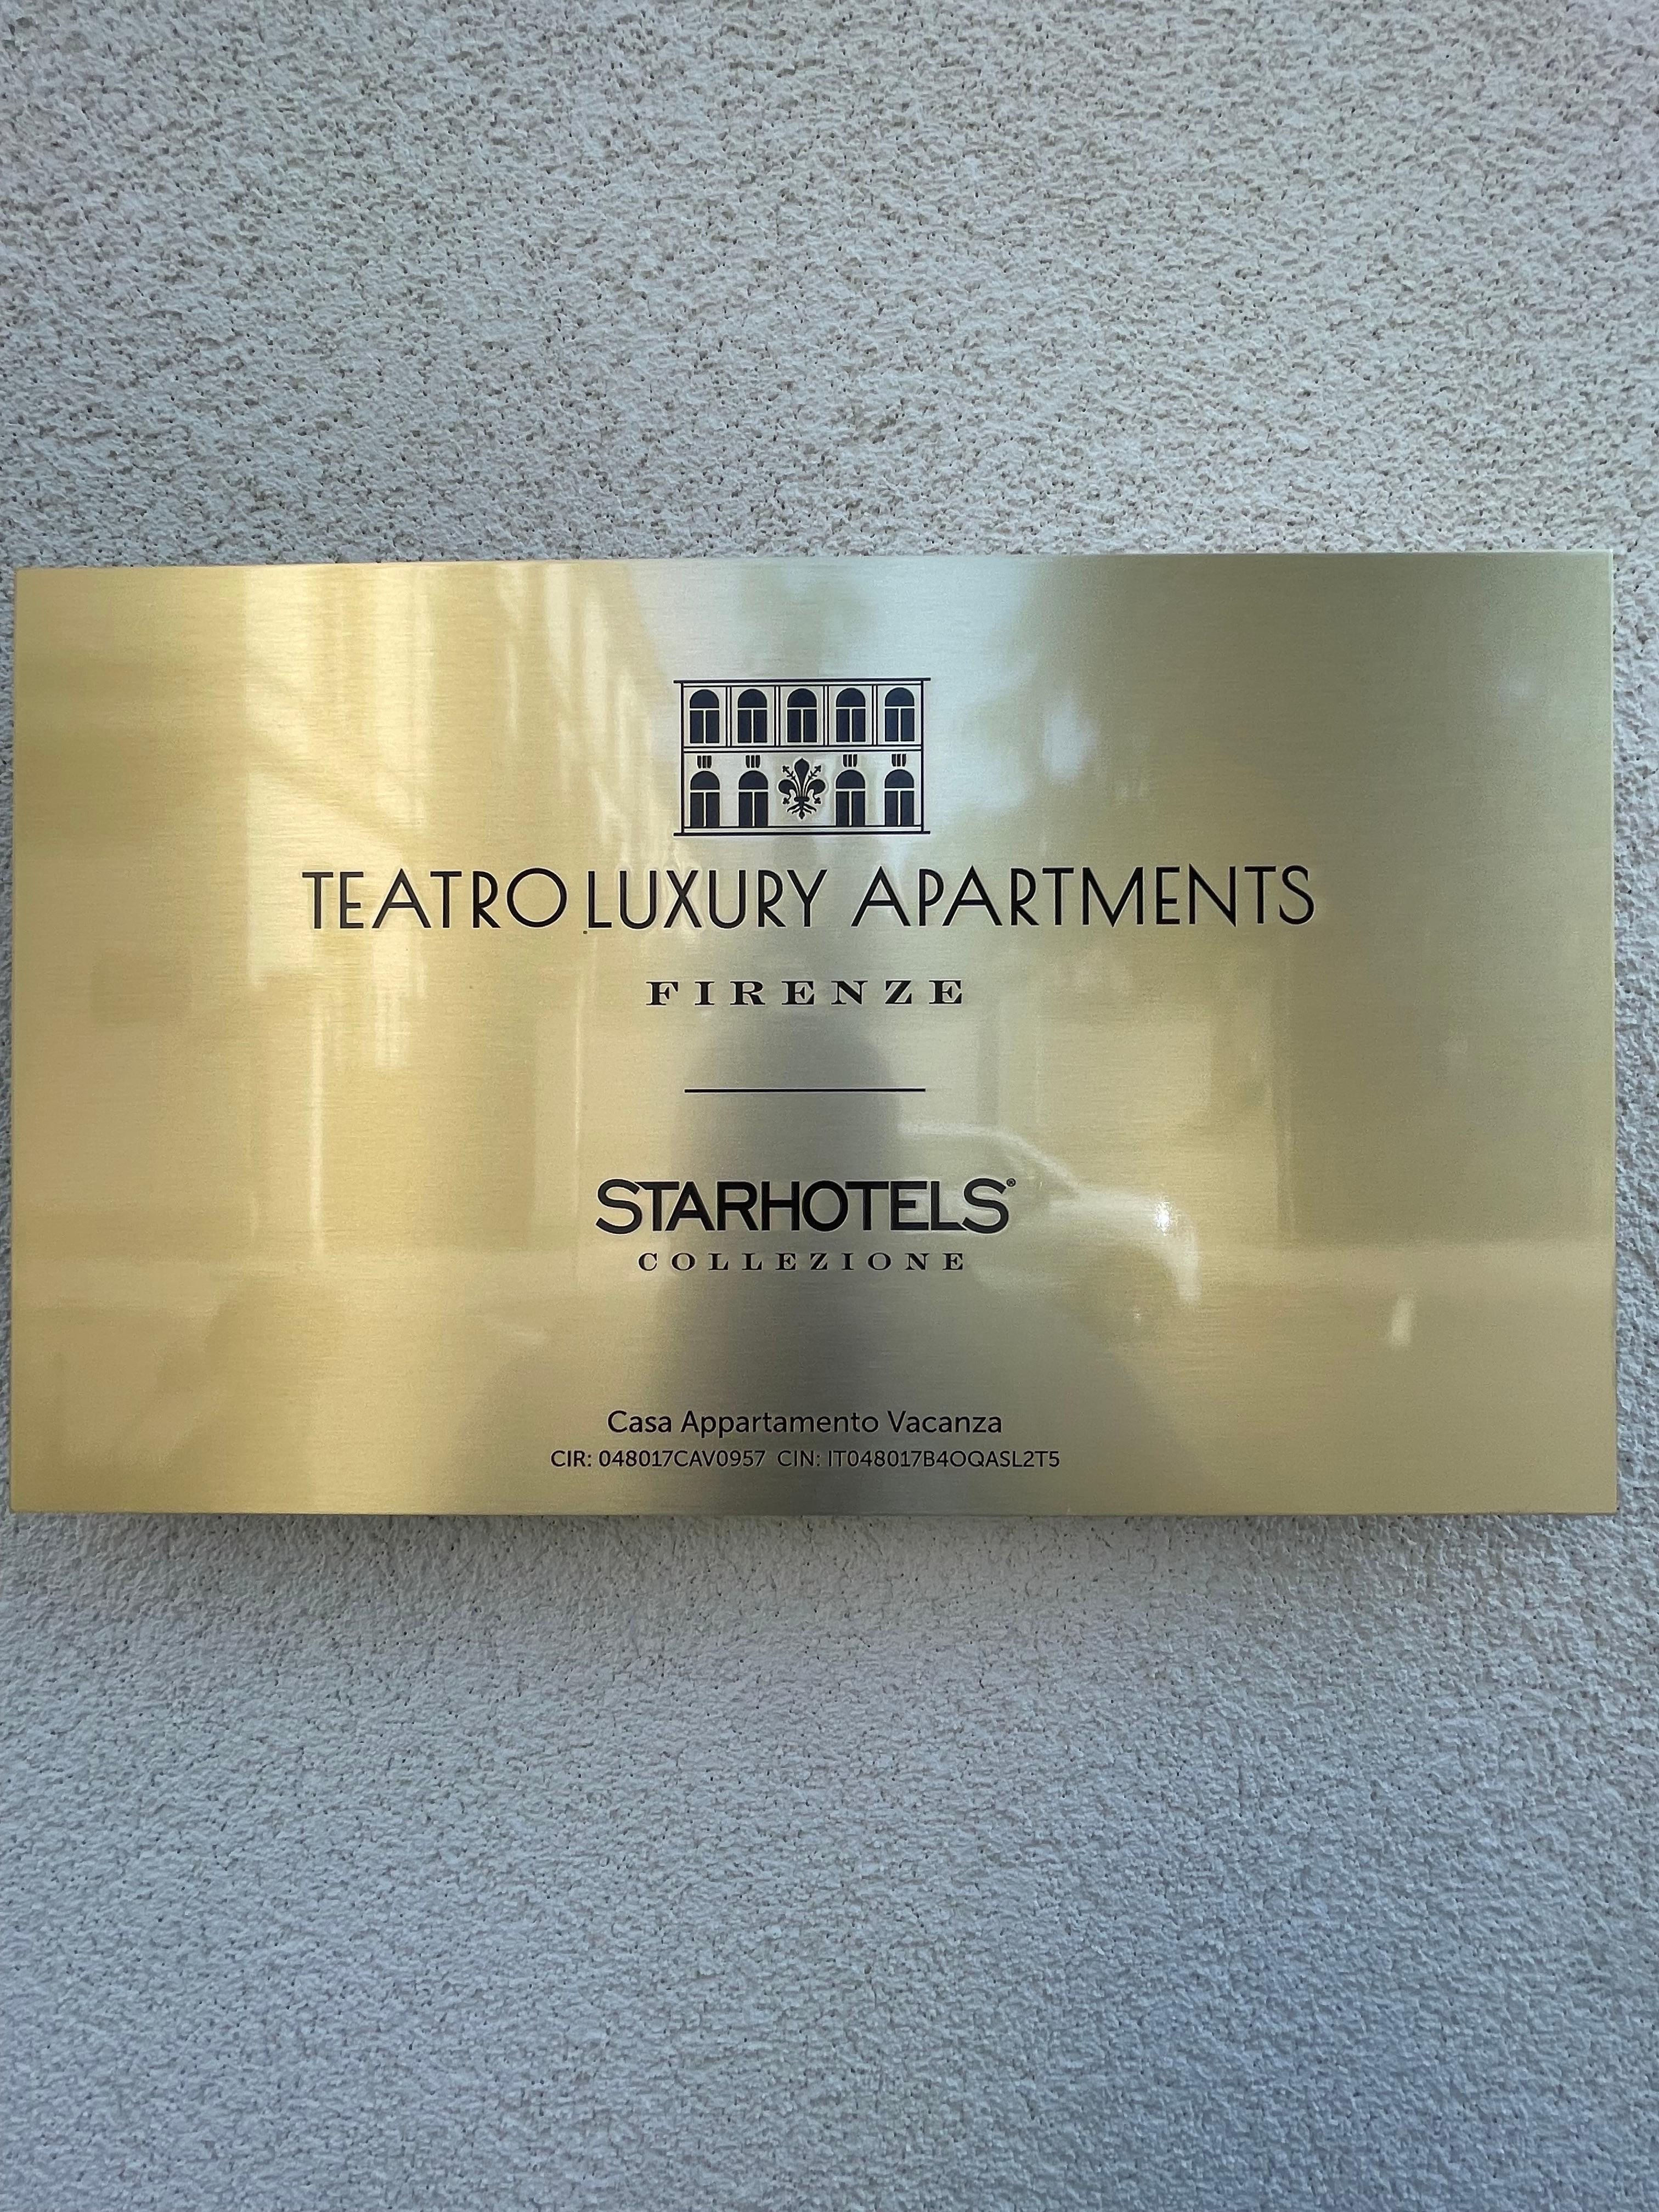 TEATRO LUXURY APARTMENTS
FIRENZE
STARHOTELS®
COLLEZIONE
Casa Appartamento Vacanza
CIR: 048017CAV0957 CIN: IT048017B4OQASL2T5